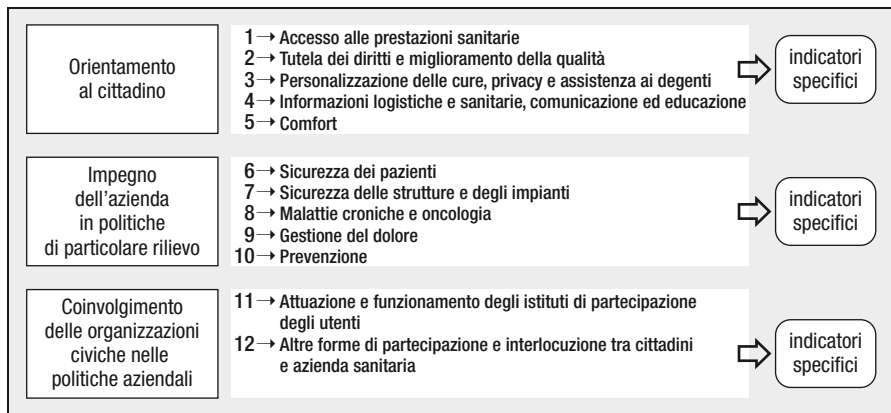 Orientamento
al cittadino
1→ Accesso alle prestazioni sanitarie
2→ Tutela dei diritti e miglioramento della qualità
3→ Personalizzazione delle cure, privacy e assistenza ai degenti
4→ Informazioni logistiche e sanitarie, comunicazione ed educazione
5→ Comfort
indicatori
specifici
Impegno
dell'azienda
in politiche
di particolare rilievo
6→ Sicurezza dei pazienti
7→ Sicurezza delle strutture e degli impianti
8→ Malattie croniche e oncologia
9→ Gestione del dolore
10→ Prevenzione
indicatori
specifici
Coinvolgimento
delle organizzazioni
civiche nelle
politiche aziendali
11→ Attuazione e funzionamento degli istituti di partecipazione
degli utenti
12→ Altre forme di partecipazione e interlocuzione tra cittadini
e azienda sanitaria
indicatori
specifici